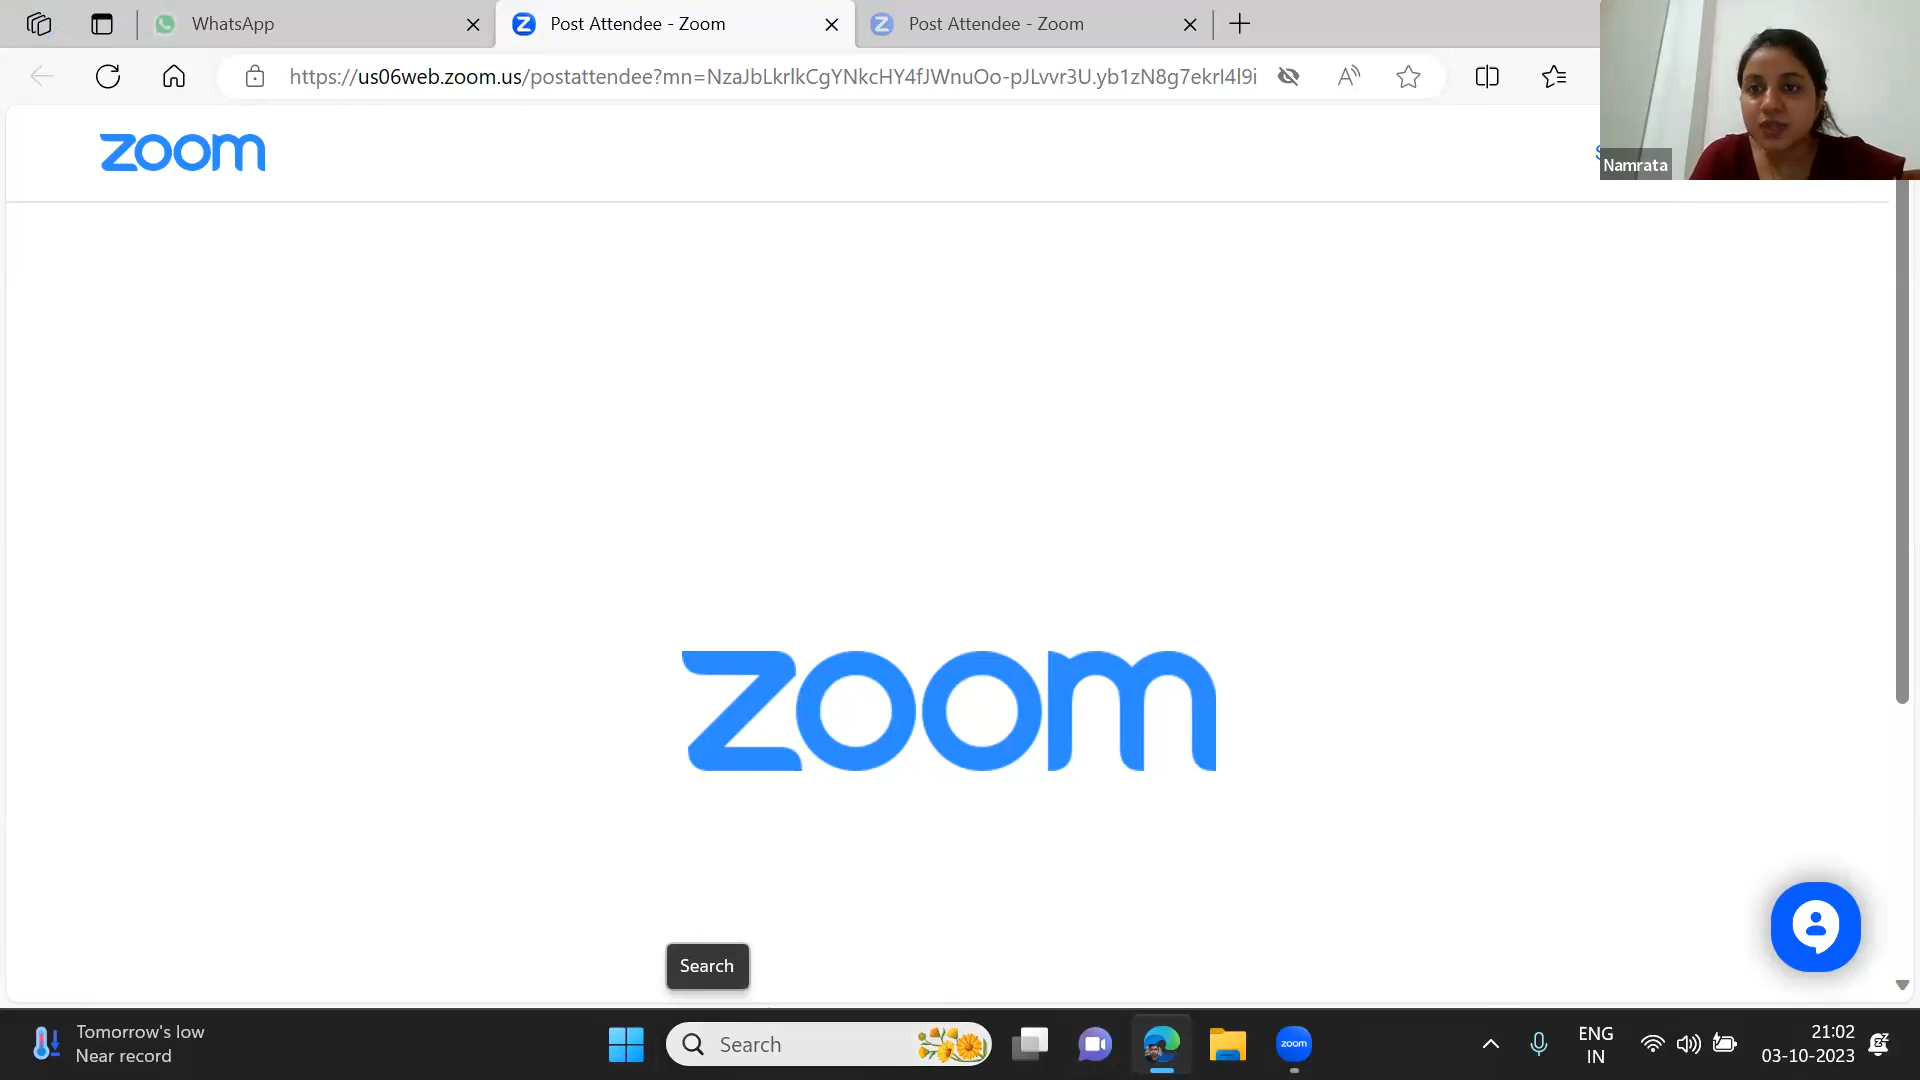 WhatsApp
Post Attendee - Zoom
Post Attendee - Zoom
https://us06web.zoom.us/postattendee?mn=NzaJbLkrlkCgYNkcHY4fJWnuOo-pJLvvr3U.yb1zN8g7ekrI4l9i
zoom
Namrata
zoom
Search
Tomorrow's low
Near record
Search
zoom
ENG
IN
21:02
03-10-2023